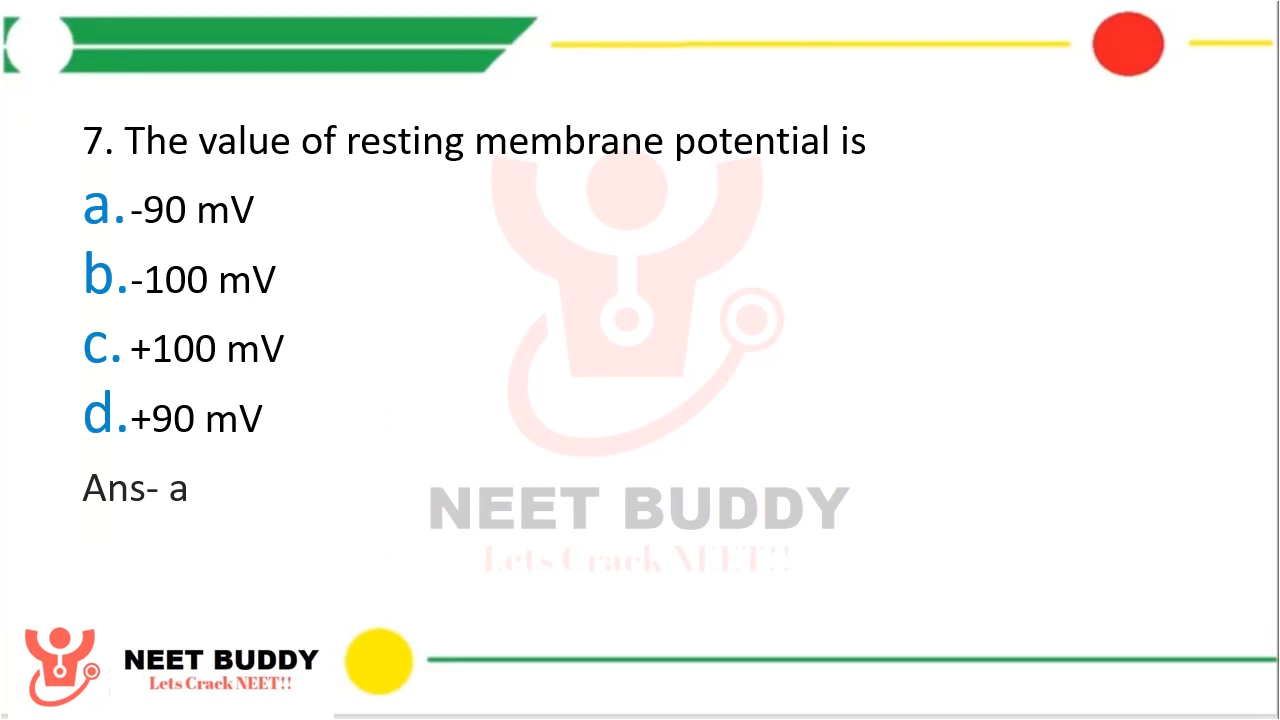 7. The value of resting membrane potential is
a. -90 mV
b. -100 mV
c. +100 mV
d. +90 mV
Ans- a
NEET BUDDY
Lets Crack NEET!!
NEET BUDDY
Lets Crack NEET!!